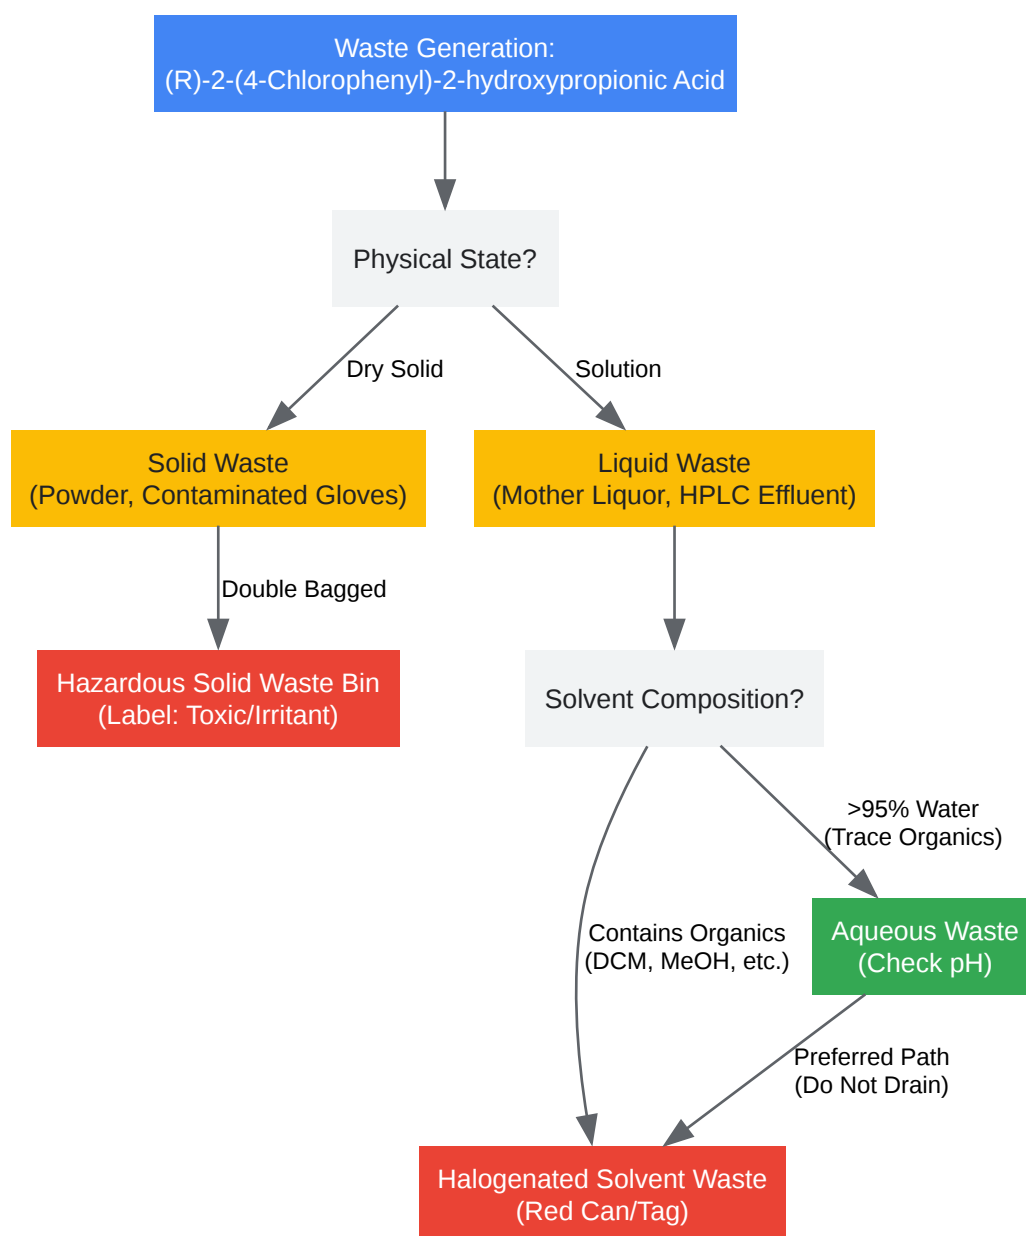 Waste Generation:
(R)-2-(4-Chlorophenyl)-2-hydroxypropionic Acid
Physical State?
Dry Solid
Solution
Solid Waste
(Powder, Contaminated Gloves)
Liquid Waste
(Mother Liquor, HPLC Effluent)
Double Bagged
Hazardous Solid Waste Bin
(Label: Toxic/Irritant)
Solvent Composition?
>95% Water
(Trace Organics)
Contains Organics
(DCM, MeOH, etc.)
Aqueous Waste
(Check pH)
Preferred Path
(Do Not Drain)
Halogenated Solvent Waste
(Red Can/Tag)